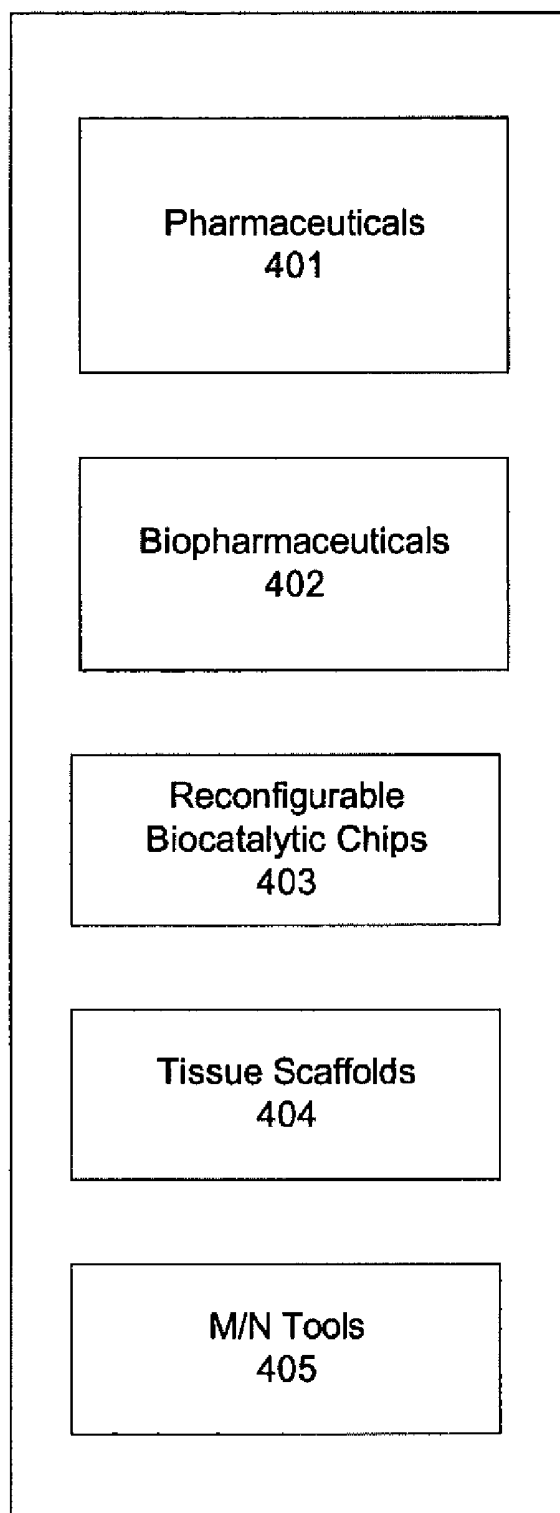 Pharmaceuticals
401
Biopharmaceuticals
402
Reconfigurable
Biocatalytic Chips
403
Tissue Scaffolds
404
M/N Tools
405